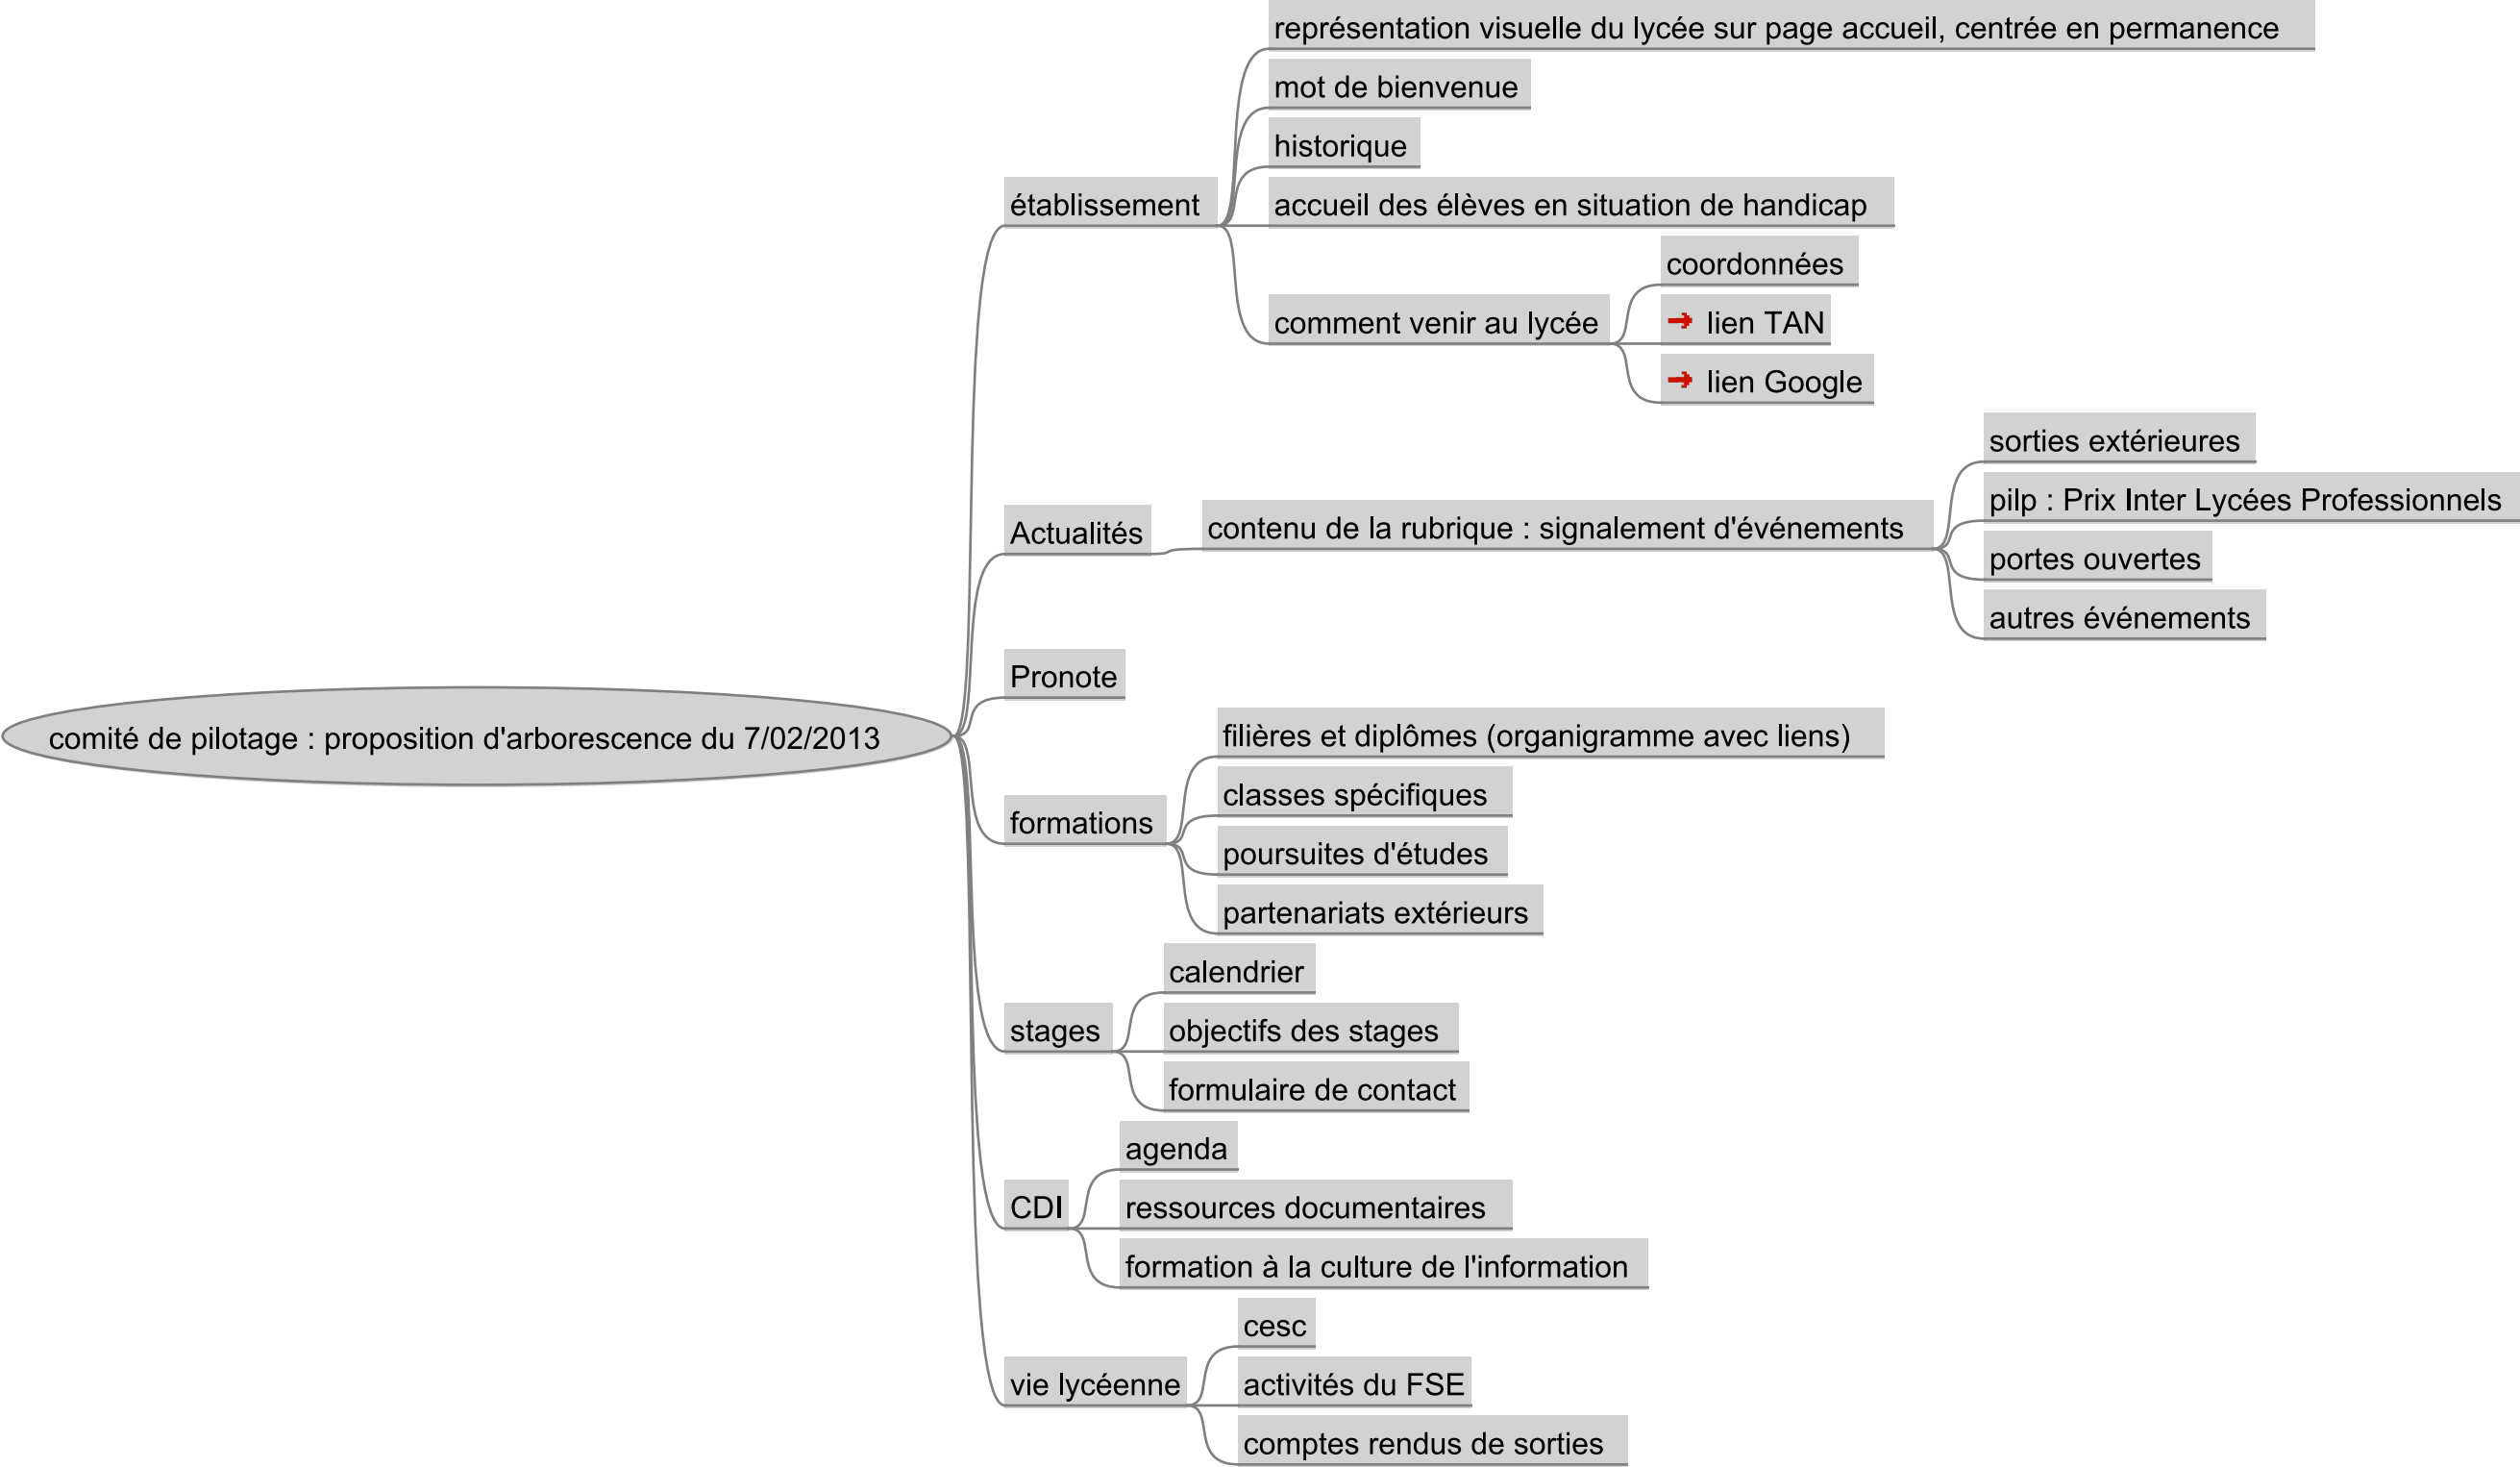 comité de pilotage : proposition d'arborescence du 7/02/2013
établissement
représentation visuelle du lycée sur page accueil, centrée en permanence
mot de bienvenue
historique
accueil des élèves en situation de handicap
comment venir au lycée
coordonnées
lien TAN
lien Google
Actualités
contenu de la rubrique : signalement d'événements
sorties extérieures
pilp : Prix Inter Lycées Professionnels
portes ouvertes
autres événements
Pronote
formations
filières et diplômes (organigramme avec liens)
classes spécifiques
poursuites d'études
partenariats extérieurs
stages
calendrier
objectifs des stages
formulaire de contact
CDI
agenda
ressources documentaires
formation à la culture de l'information
vie lycéenne
cesc
activités du FSE
comptes rendus de sorties